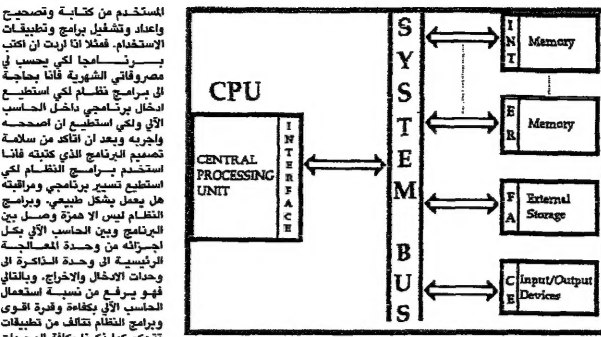 المستخدم من كتابة وتصحيح
واعداد وتشغيل برامج وتطبيقات
الاستخدام. فمثلا اذا اردت ان اكتب
برنامجا لكي يحسب لي
مصروفاتي الشهرية فأنا بحاجة
الى برامج نظام لكي استطيع
ادخال برنامجي داخل الحاسب
الآلي ولكي استطيع ان اصححه
واجربه وبعد ان اتاكد من سلامة
تصميم البرنامج الذي كتبته فانا
استخدم برامج النظام لكي
استطيع تسيير برنامجي ومراقبته
هل يعمل بشكل طبيعي. وبرامج
النظام ليس الا همزة وصل بين
البرنامج وبين الحاسب الآلي بكل
اجزائه من وحدة المعالجة
الرئيسية الى وحدة الذاكرة الى
وحدات الادخال والاخراج. وبالتالي
فهو يرفع من نسبة استعمال
الحاسب الآلي بكفاءة وقدرة اقوى
وبرامج النظام تتالف من تطبيقات
CPU
CENTRAL
PROCESSING
UNIT
INTERFACE
SYSTEM BUS
INT
Memory
ER
Memory
FA
External
Storage
CE
Input/Output
Devices